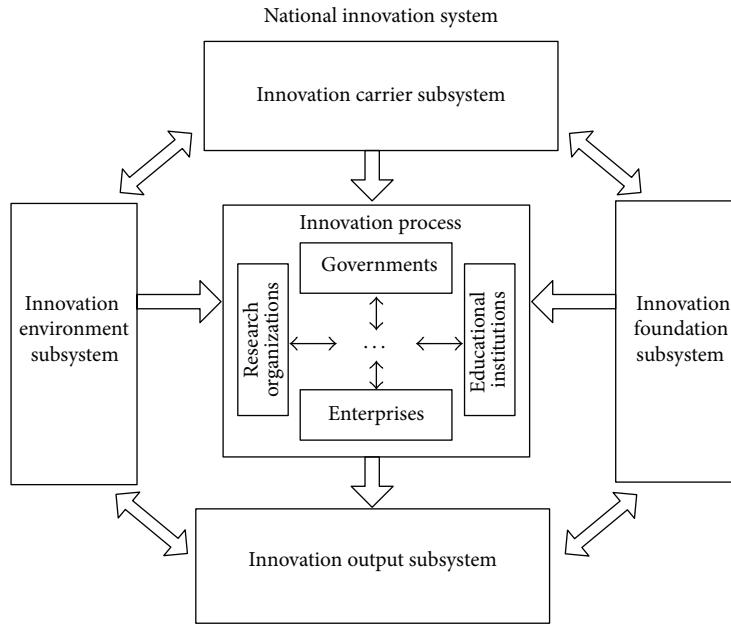 National innovation system
Innovation carrier subsystem
Innovation
environment
subsystem
Innovation process
Governments
Research
organizations
...
Educational
institutions
Enterprises
Innovation
foundation
subsystem
Innovation output subsystem